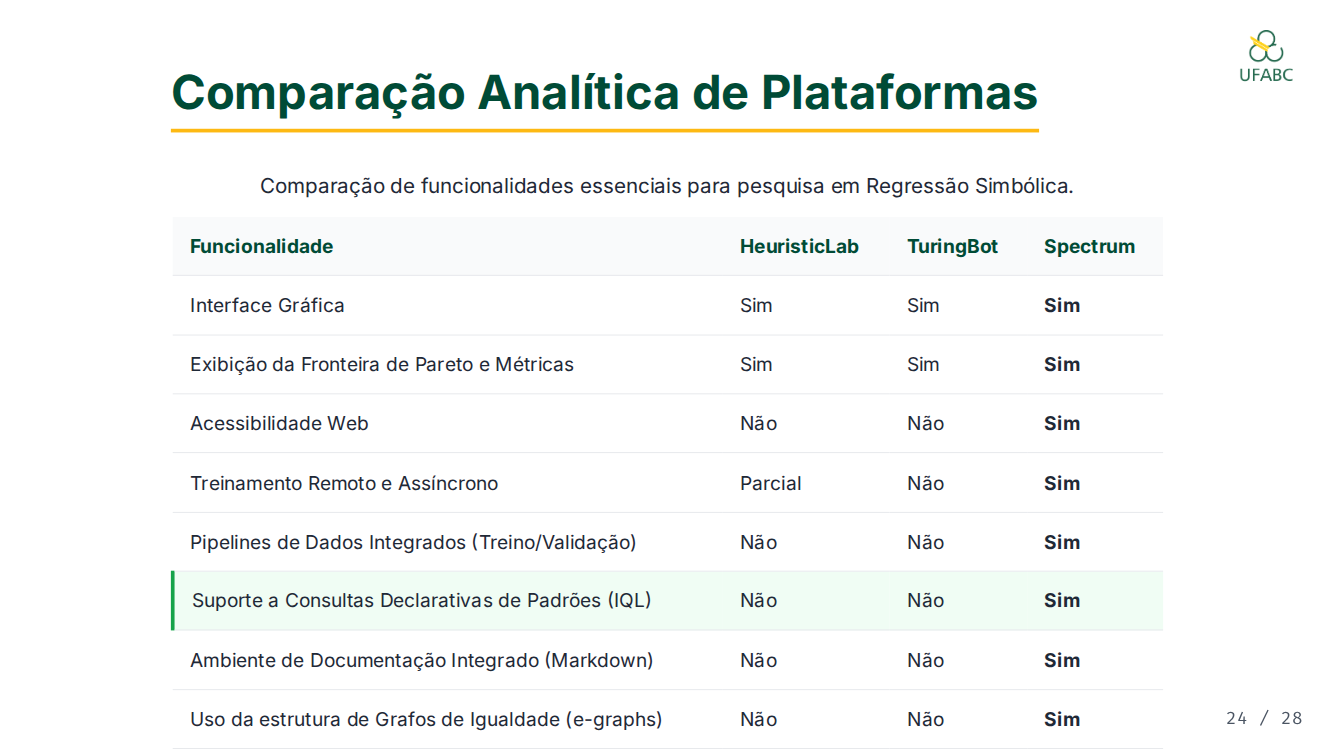 UFABC
Comparação Analítica de Plataformas
Comparação de funcionalidades essenciais para pesquisa em Regressão Simbólica.
Funcionalidade HeuristicLab TuringBot Spectrum
Interface Gráfica Sim Sim Sim
Exibição da Fronteira de Pareto e Métricas Sim Sim Sim
Acessibilidade Web Não Não Sim
Treinamento Remoto e Assíncrono Parcial Não Sim
Pipelines de Dados Integrados (Treino/Validação) Não Não Sim
Suporte a Consultas Declarativas de Padrões (IQL) Não Não Sim
Ambiente de Documentação Integrado (Markdown) Não Não Sim
Uso da estrutura de Grafos de Igualdade (e-graphs) Não Não Sim
24 / 28